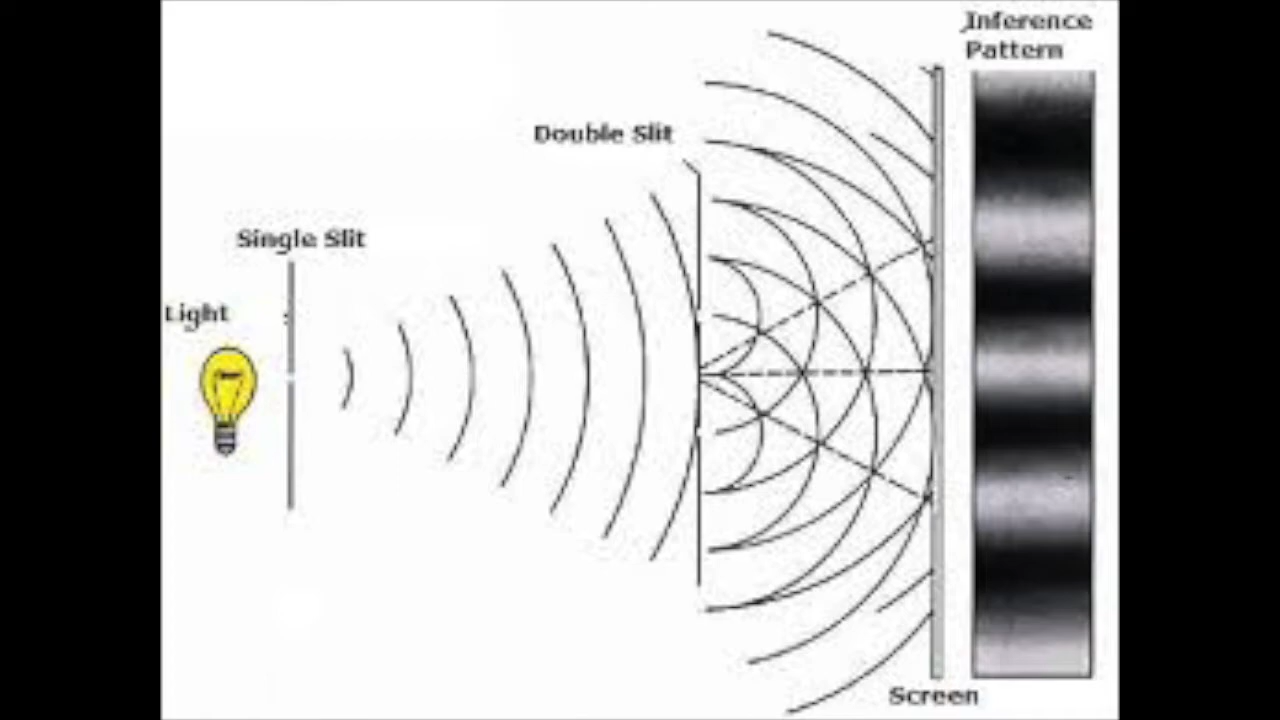 Inference
Pattern
Double Slit
Single Slit
Light
Screen